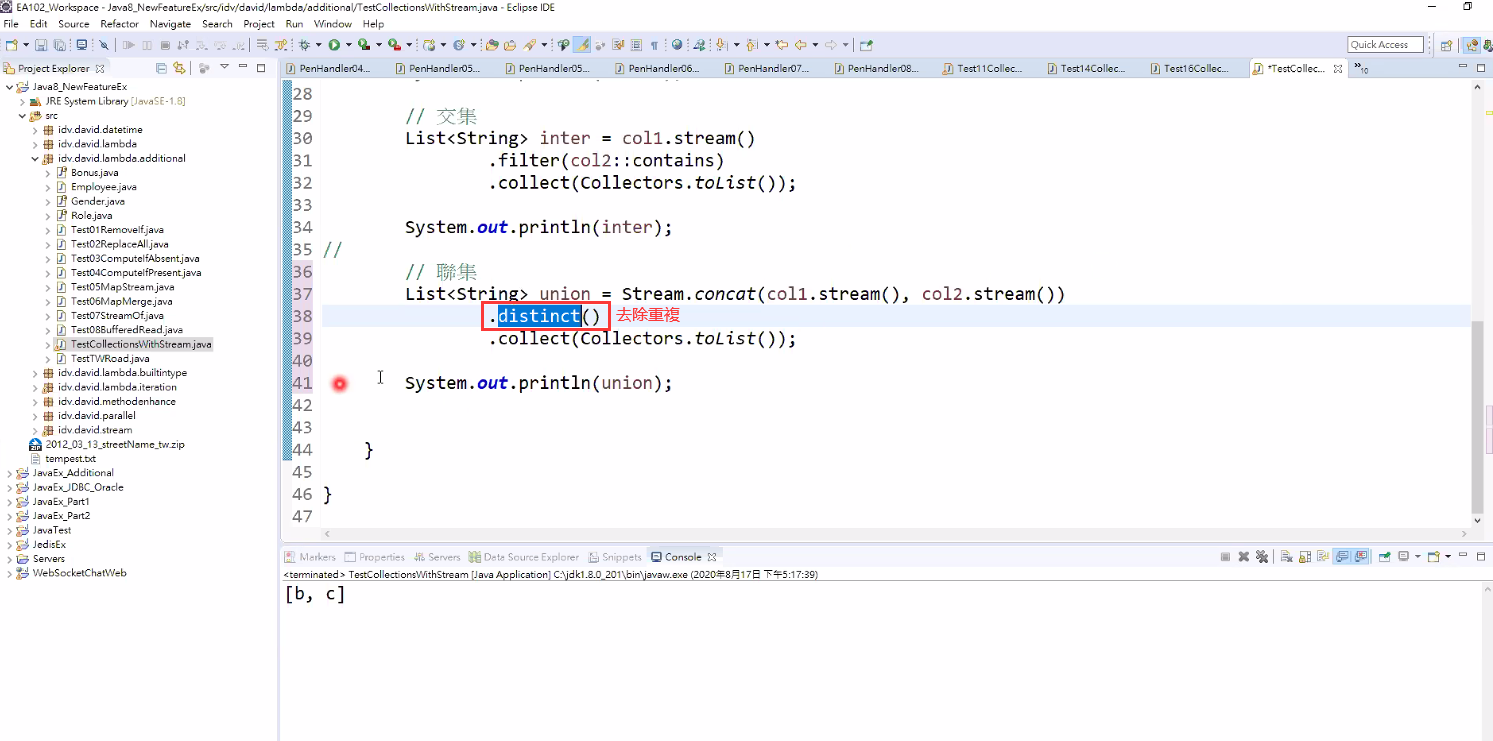 EA102_Workspace - Java8_NewFeatureEx/src/idv/david/lambda/additional/TestCollectionsWithStream.java - Eclipse IDE
File Edit Source Refactor Navigate Search Project Run Window Help
Quick Access
Project Explorer
PenHandler04... PenHandler05... PenHandler05... PenHandler06... PenHandler07... PenHandler08... Test11Collec... Test14Collec... Test16Collec... *TestCollec... »10
Java8_NewFeatureEx
JRE System Library [JavaSE-1.8]
src
idv.david.datetime
idv.david.lambda
idv.david.lambda.additional
Bonus.java
Employee.java
Gender.java
Role.java
Test01RemoveIf.java
Test02ReplaceAll.java
Test03ComputeIfAbsent.java
Test04ComputeIfPresent.java
Test05MapStream.java
Test06MapMerge.java
Test07StreamOf.java
Test08BufferedRead.java
TestCollectionsWithStream.java
TestTWRoad.java
idv.david.lambda.builtintype
idv.david.lambda.iteration
idv.david.methodenhance
idv.david.parallel
idv.david.stream
2012_03_13_streetName_tw.zip
tempest.txt
JavaEx_Additional
JavaEx_JDBC_Oracle
JavaEx_Part1
JavaEx_Part2
JavaTest
JedisEx
Servers
WebSocketChatWeb
28
29 // 交集
30 List<String> inter = col1.stream()
31 .filter(col2::contains)
32 .collect(Collectors.toList());
33
34 System.out.println(inter);
35 //
36 // 聯集
37 List<String> union = Stream.concat(col1.stream(), col2.stream())
38 .distinct() 去除重複
39 .collect(Collectors.toList());
40
41 System.out.println(union);
42
43
44 }
45
46 }
47
Markers Properties Servers Data Source Explorer Snippets Console
<terminated> TestCollectionsWithStream [Java Application] C:\jdk1.8.0_201\bin\javaw.exe (2020年8月17日 下午5:17:39)
[b, c]